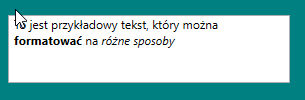 jest przykładowy tekst, który można
formatować na różne sposoby